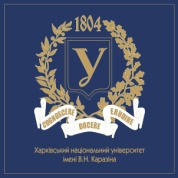 1804
У
COGNOSCERE
DOCERE
ERUDIRE
Харківський національний університет
імені В.Н. Каразіна